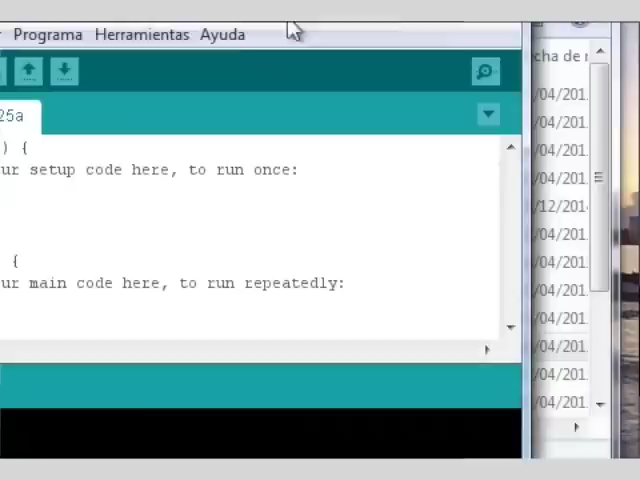 Programa Herramientas Ayuda
25a
) {
ur setup code here, to run once:
{
ur main code here, to run repeatedly:
cha de
/04/201
/04/201
/04/201
/04/201
/12/201
/04/201
/04/201
/04/201
/04/201
/04/201
/04/201
/04/201